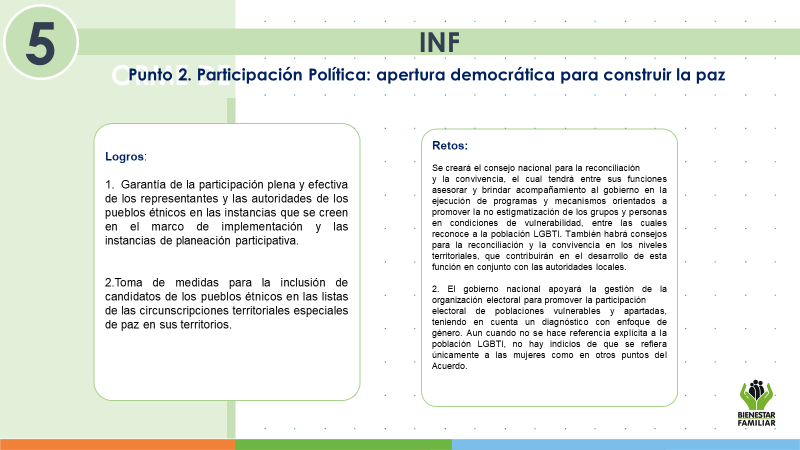 5
INF
ORME DE
Punto 2. Participación Política: apertura democrática para construir la paz
Logros:
1. Garantía de la participación plena y efectiva
de los representantes y las autoridades de los
pueblos étnicos en las instancias que se creen
en el marco de implementación y las
instancias de planeación participativa.
2.Toma de medidas para la inclusión de
candidatos de los pueblos étnicos en las listas
de las circunscripciones territoriales especiales
de paz en sus territorios.
Retos:
Se creará el consejo nacional para la reconciliación
y la convivencia, el cual tendrá entre sus funciones
asesorar y brindar acompañamiento al gobierno en la
ejecución de programas y mecanismos orientados a
promover la no estigmatización de los grupos y personas
en condiciones de vulnerabilidad, entre las cuales
reconoce a la población LGBTI. También habrá consejos
para la reconciliación y la convivencia en los niveles
territoriales, que contribuirán en el desarrollo de esta
función en conjunto con las autoridades locales.
2. El gobierno nacional apoyará la gestión de la
organización electoral para promover la participación
electoral de poblaciones vulnerables y apartadas,
teniendo en cuenta un diagnóstico con enfoque de
género. Aun cuando no se hace referencia explícita a la
población LGBTI, no hay indicios de que se refiera
únicamente a las mujeres como en otros puntos del
Acuerdo.
BIENESTAR
FAMILIAR